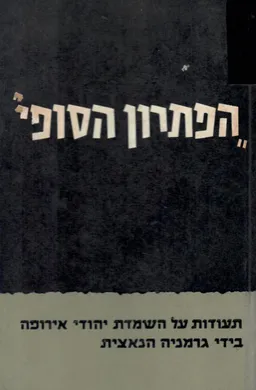 „הפתרון הסופי”
תעודות על השמדת יהודי אירופה
בידי גרמניה הנאצית